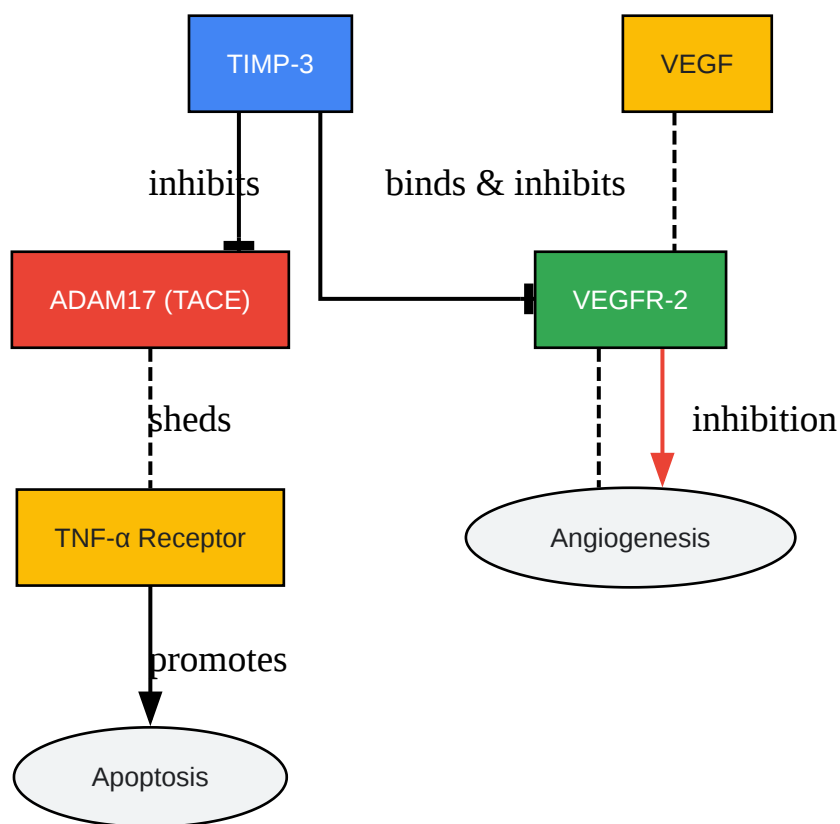 TIMP-3
VEGF
inhibits
binds & inhibits
ADAM17 (TACE)
VEGFR-2
sheds
inhibition
TNF-α Receptor
Angiogenesis
promotes
Apoptosis